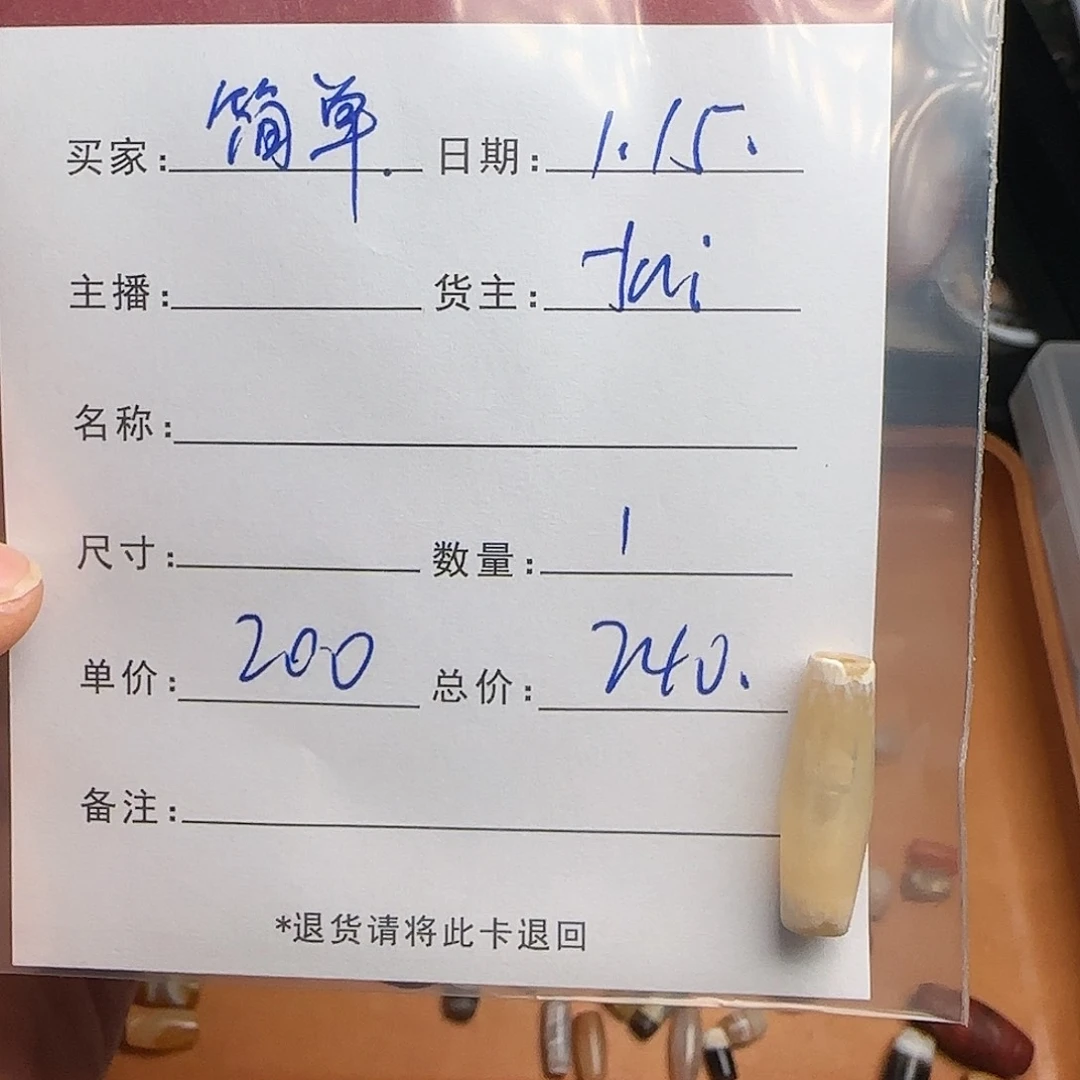 买家：简单. 日期：1.15.
主播： 货主：tai
名称：
尺寸： 数量：1
单价：200 总价：240.
备注：
*退货请将此卡退回